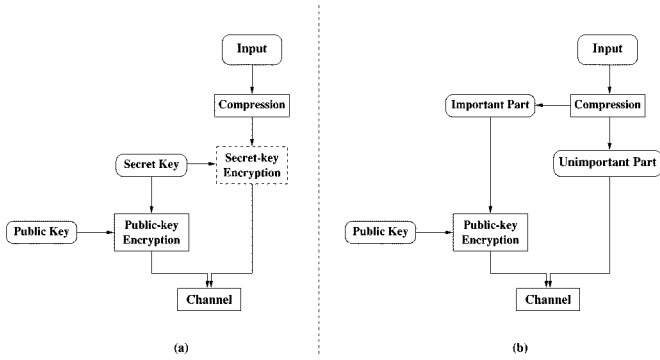 Input
Compression
Secret Key
Secret-key
Encryption
Public Key
Public-key
Encryption
Channel
(a)
Input
Important Part
Compression
Unimportant Part
Public Key
Public-key
Encryption
Channel
(b)